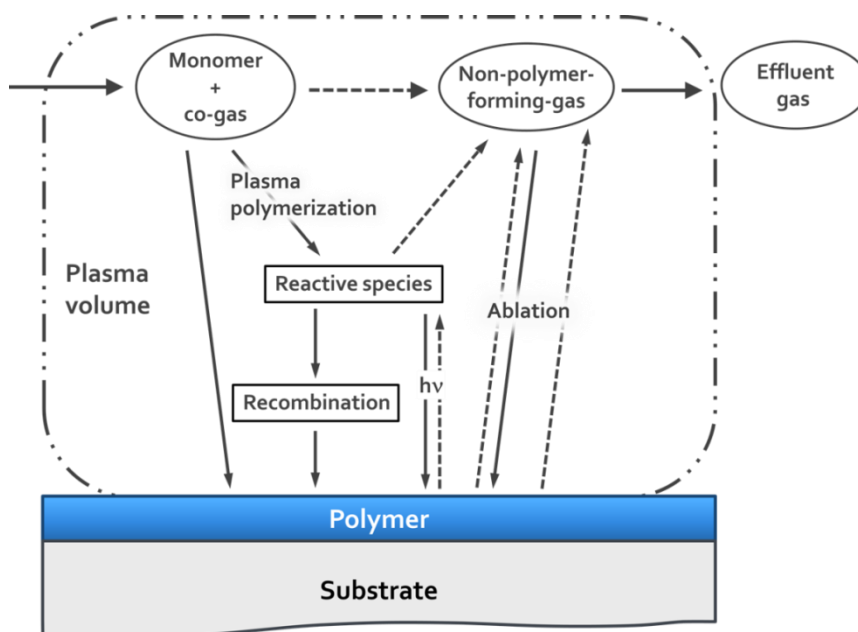 Monomer
+
co-gas
Non-polymer-
forming-gas
Effluent
gas
Plasma
polymerization
Plasma
volume
Reactive species
Ablation
hν
Recombination
Polymer
Substrate